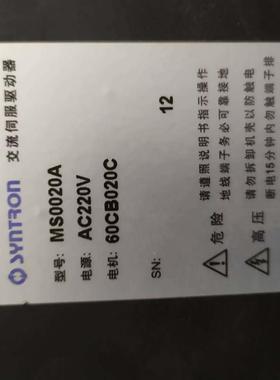 SYNTRON
交流伺服驱动器
型号: MS0020A
电源: AC220V
电机: 60CB020C
SN:
12
危险
高压
请遵照说明书指示操作
地线端子务必可靠接地
请勿拆卸机壳以防触电
断电15分钟内勿触端子排